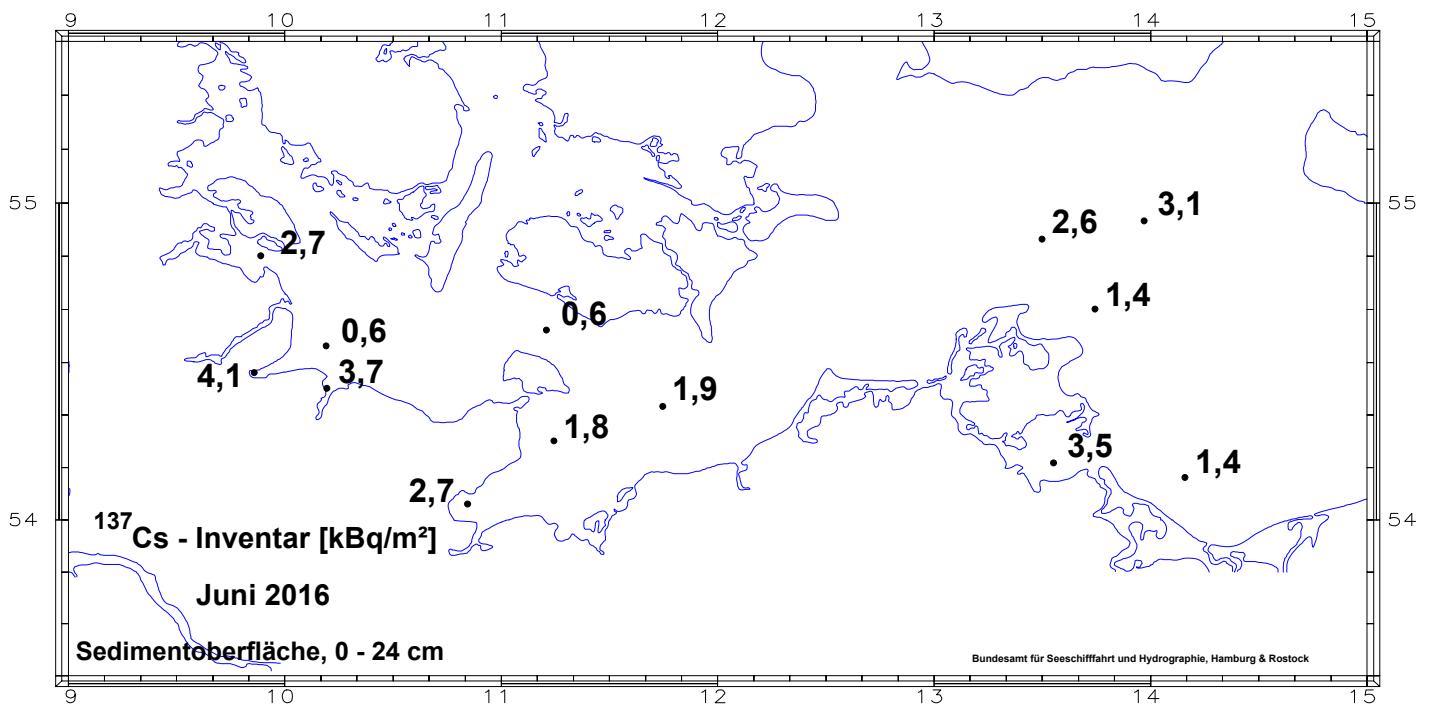 9 10 11 12 13 14 15
55 55
3,1
2,6
2,7
1,4
0,6
0,6
4,1
3,7
1,9
1,8
3,5
1,4
2,7
54 54
137Cs - Inventar [kBq/m²]
Juni 2016
Sedimentoberfläche, 0 - 24 cm
Bundesamt für Seeschifffahrt und Hydrographie, Hamburg & Rostock
9 10 11 12 13 14 15